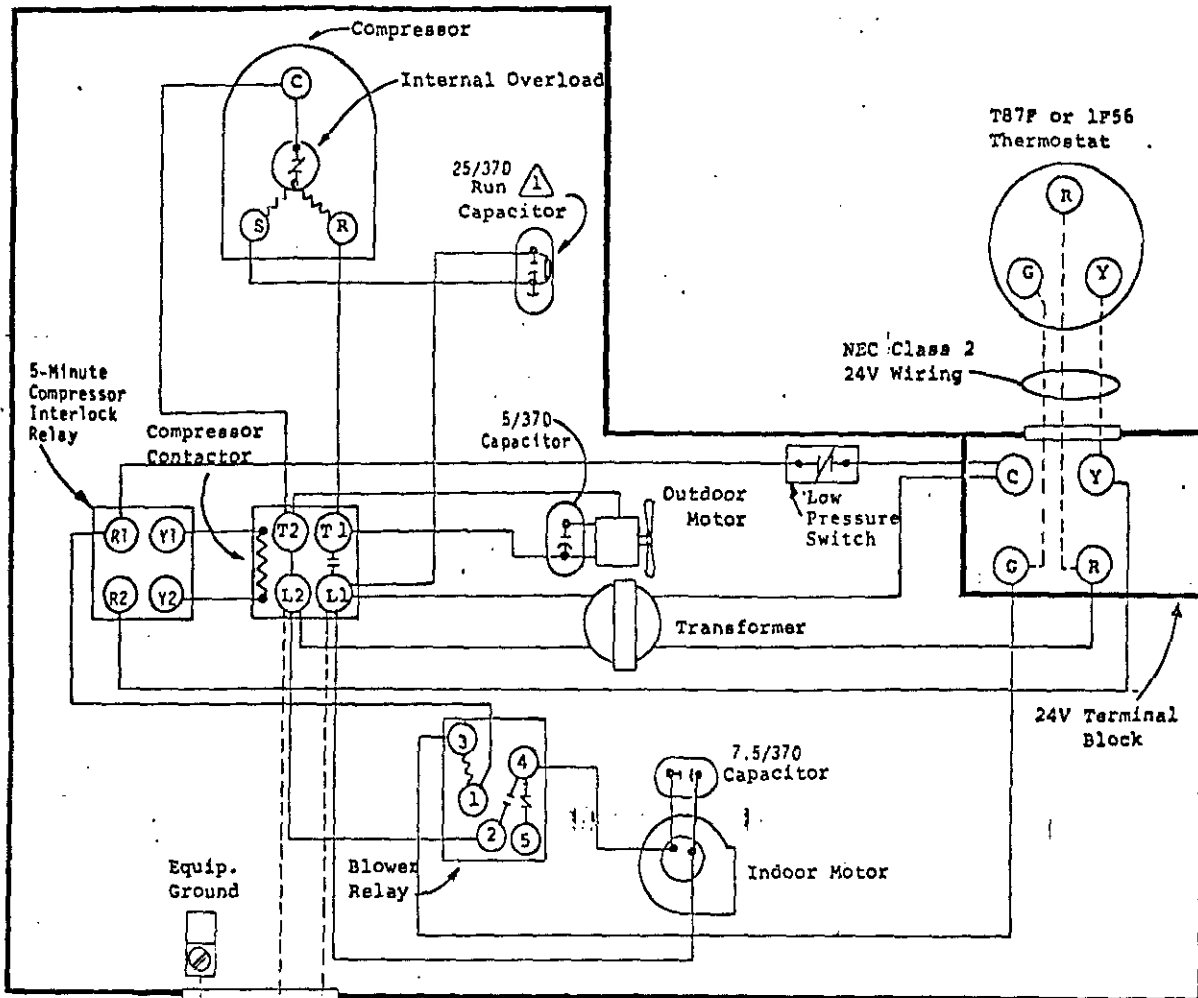 Compressor
C
Internal Overload
S
R
25/370
Run 1
Capacitor
T87F or 1F56
Thermostat
R
G
Y
NEC Class 2
24V Wiring
5-Minute
Compressor
Interlock
Relay
Compressor
Contactor
5/370
Capacitor
Outdoor
Motor
Low
Pressure
Switch
C
Y
G
R
R1
Y1
R2
Y2
T2
T1
L2
L1
Transformer
24V Terminal
Block
3
4
1
2
5
7.5/370
Capacitor
Equip.
Ground
Blower
Relay
Indoor Motor